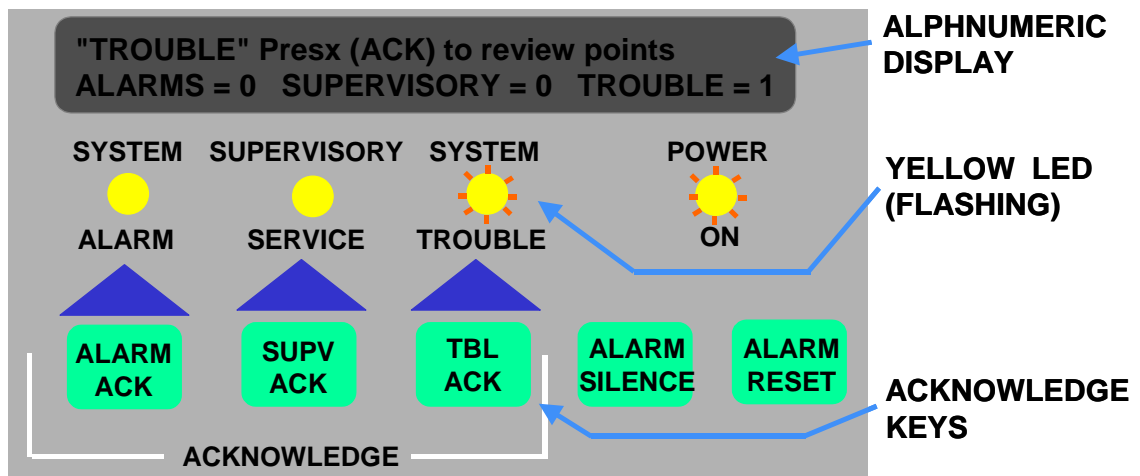 "TROUBLE" Presx (ACK) to review points
ALARMS = 0 SUPERVISORY = 0 TROUBLE = 1
ALPHNUMERIC
DISPLAY
SYSTEM SUPERVISORY SYSTEM POWER
ALARM SERVICE TROUBLE ON
YELLOW LED
(FLASHING)
ALARM
ACK
SUPV
ACK
TBL
ACK
ALARM
SILENCE
ALARM
RESET
ACKNOWLEDGE
KEYS
ACKNOWLEDGE